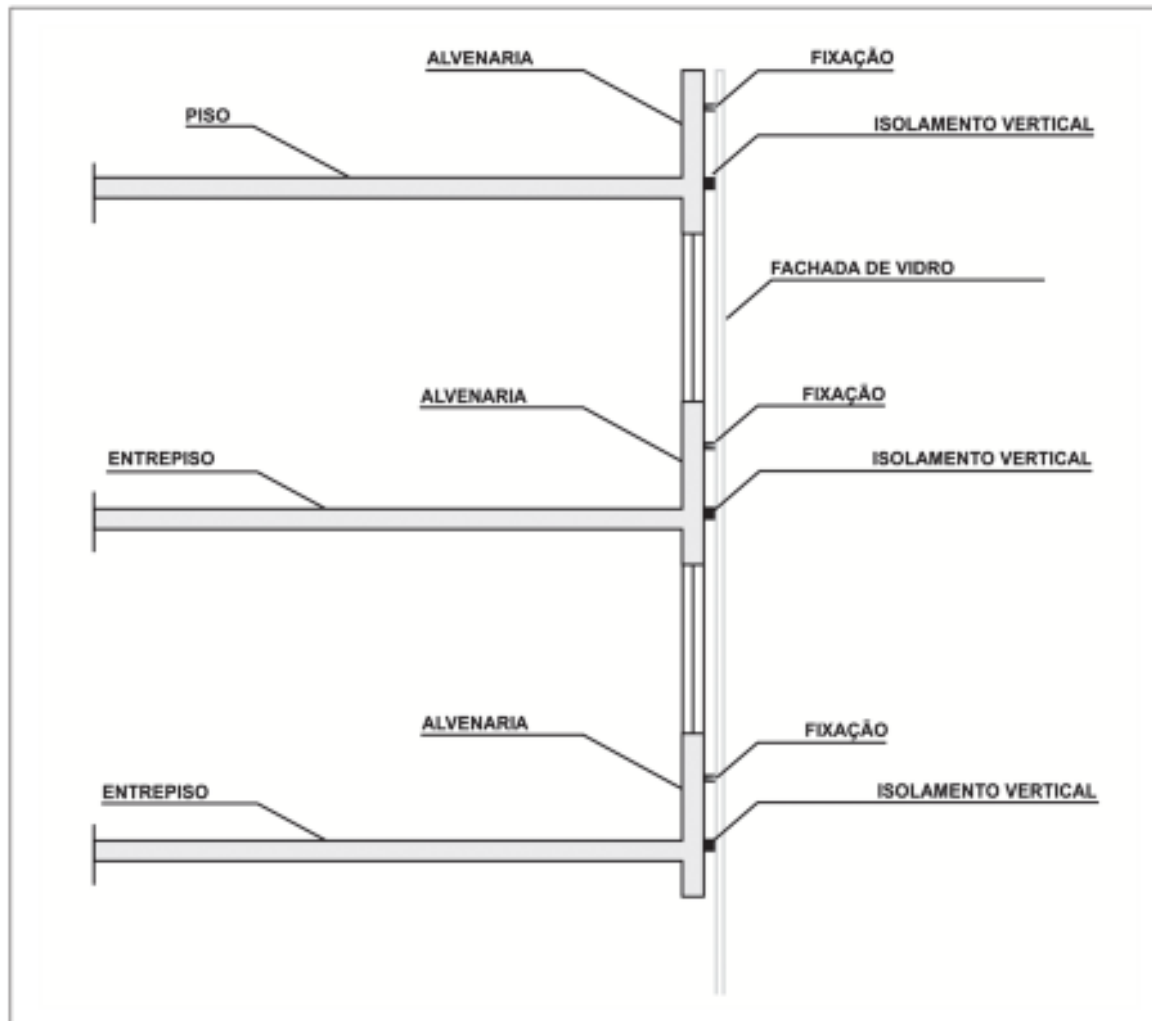 ALVENARIA
FIXAÇÃO
PISO
ISOLAMENTO VERTICAL
FACHADA DE VIDRO
ALVENARIA
FIXAÇÃO
ENTREPISO
ISOLAMENTO VERTICAL
ALVENARIA
FIXAÇÃO
ENTREPISO
ISOLAMENTO VERTICAL